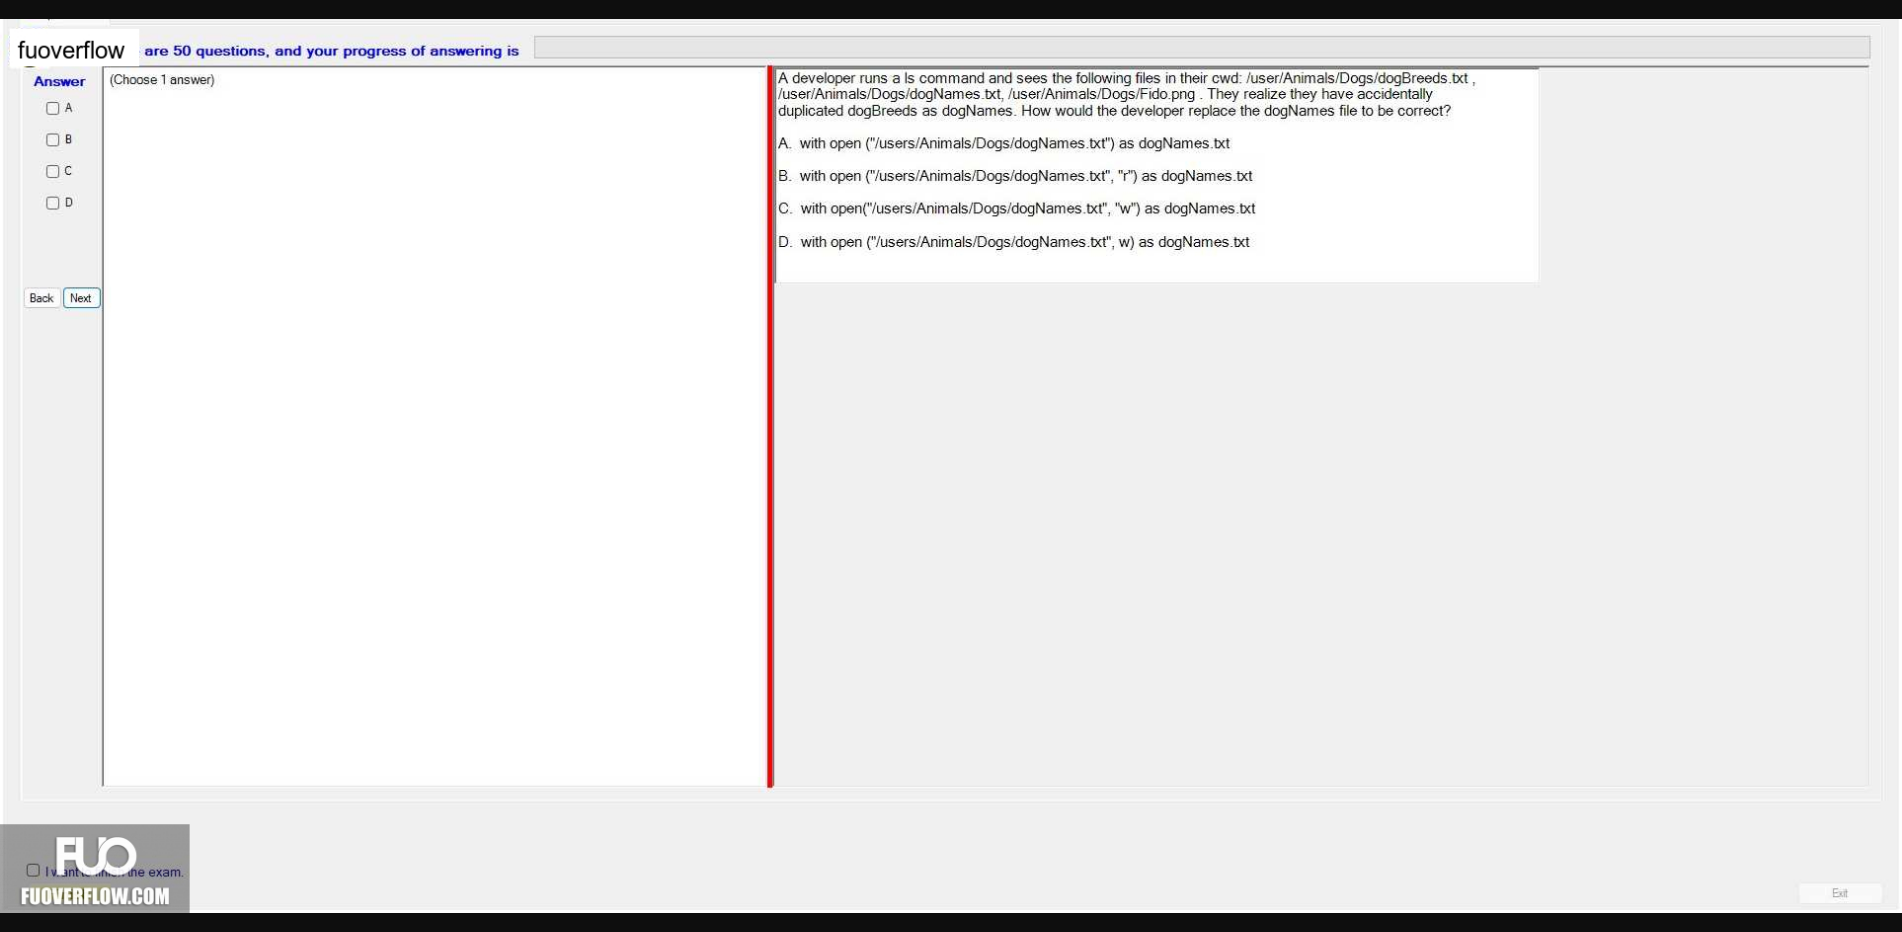 fuoverflow are 50 questions, and your progress of answering is
Answer
(Choose 1 answer)
A
B
C
D
Back Next
A developer runs a ls command and sees the following files in their cwd: /user/Animals/Dogs/dogBreeds.txt ,
/user/Animals/Dogs/dogNames.txt, /user/Animals/Dogs/Fido.png . They realize they have accidentally
duplicated dogBreeds as dogNames. How would the developer replace the dogNames file to be correct?
A. with open ("/users/Animals/Dogs/dogNames.txt") as dogNames.txt
B. with open ("/users/Animals/Dogs/dogNames.txt", "r") as dogNames.txt
C. with open("/users/Animals/Dogs/dogNames.txt", "w") as dogNames.txt
D. with open ("/users/Animals/Dogs/dogNames.txt", w) as dogNames.txt
FUO
I want to finish the exam.
FUOVERFLOW.COM
Exit